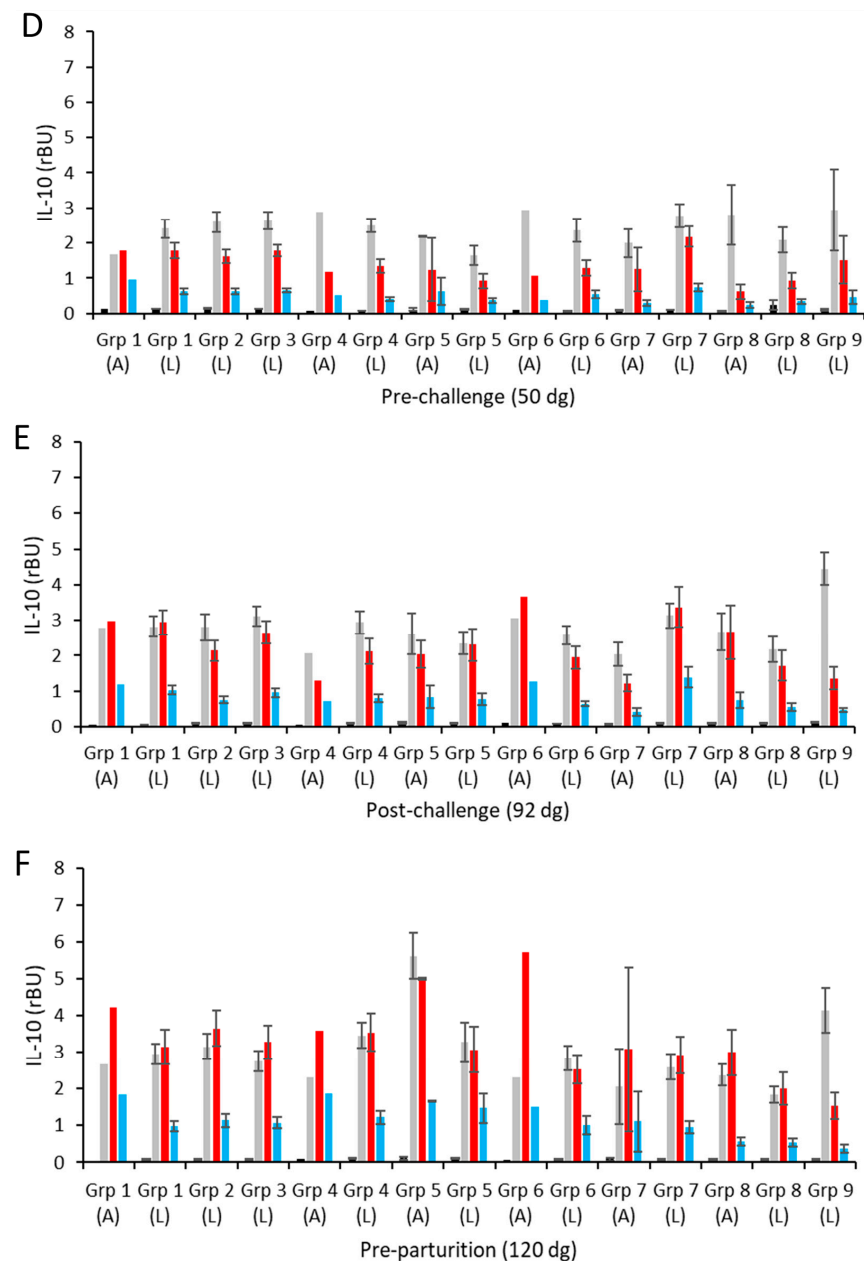 D
8
7
6
5
4
3
2
1
0
IL-10 (rBU)
Grp 1 Grp 1 Grp 2 Grp 3 Grp 4 Grp 4 Grp 5 Grp 5 Grp 6 Grp 6 Grp 7 Grp 7 Grp 8 Grp 8 Grp 9
(A) (L) (L) (L) (A) (L) (A) (L) (A) (L) (A) (L) (A) (L) (L)
Pre-challenge (50 dg)
E
8
7
6
5
4
3
2
1
0
IL-10 (rBU)
Grp 1 Grp 1 Grp 2 Grp 3 Grp 4 Grp 4 Grp 5 Grp 5 Grp 6 Grp 6 Grp 7 Grp 7 Grp 8 Grp 8 Grp 9
(A) (L) (L) (L) (A) (L) (A) (L) (A) (L) (A) (L) (A) (L) (L)
Post-challenge (92 dg)
F
8
7
6
5
4
3
2
1
0
IL-10 (rBU)
Grp 1 Grp 1 Grp 2 Grp 3 Grp 4 Grp 4 Grp 5 Grp 5 Grp 6 Grp 6 Grp 7 Grp 7 Grp 8 Grp 8 Grp 9
(A) (L) (L) (L) (A) (L) (A) (L) (A) (L) (A) (L) (A) (L) (L)
Pre-parturition (120 dg)